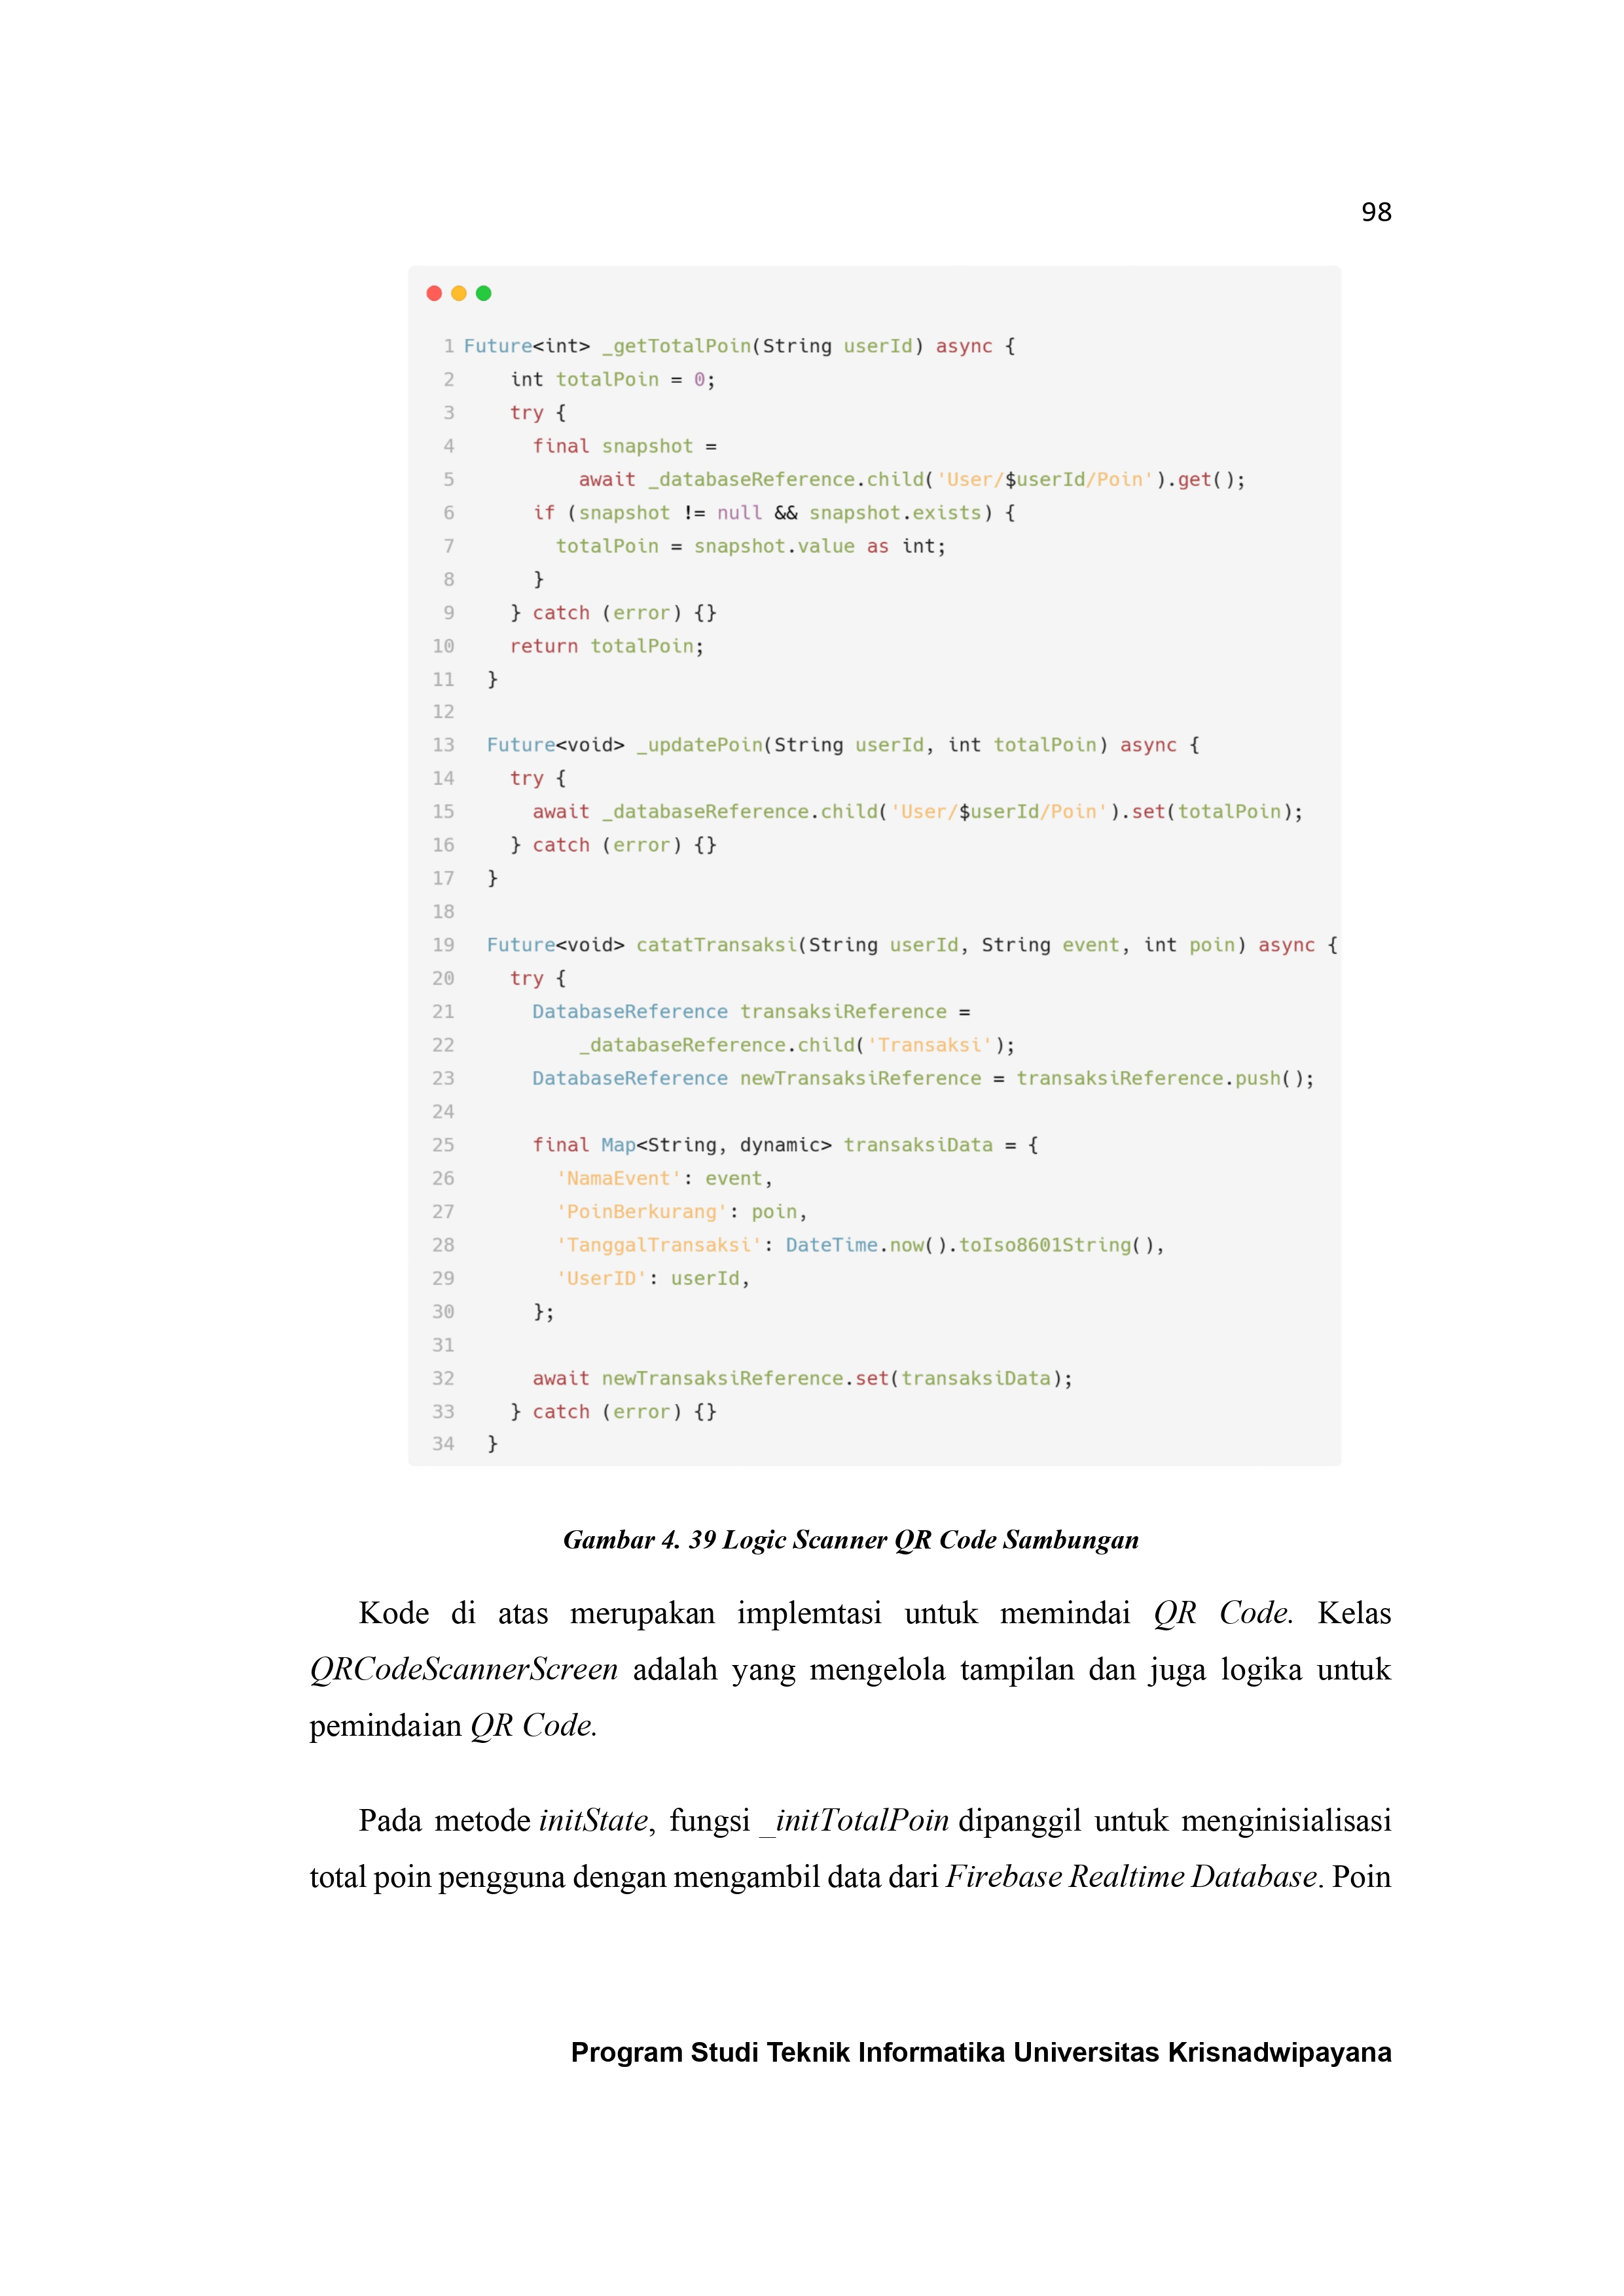 98
1 Future<int> _getTotalPoin(String userId) async {
2     int totalPoin = 0;
3     try {
4       final snapshot =
5           await _databaseReference.child('User/$userId/Poin').get();
6       if (snapshot != null && snapshot.exists) {
7         totalPoin = snapshot.value as int;
8       }
9     } catch (error) {}
10     return totalPoin;
11   }
12
13   Future<void> _updatePoin(String userId, int totalPoin) async {
14     try {
15       await _databaseReference.child('User/$userId/Poin').set(totalPoin);
16     } catch (error) {}
17   }
18
19   Future<void> catatTransaksi(String userId, String event, int poin) async {
20     try {
21       DatabaseReference transaksiReference =
22           _databaseReference.child('Transaksi');
23       DatabaseReference newTransaksiReference = transaksiReference.push();
24
25       final Map<String, dynamic> transaksiData = {
26         'NamaEvent': event,
27         'PoinBerkurang': poin,
28         'TanggalTransaksi': DateTime.now().toIso8601String(),
29         'UserID': userId,
30       };
31
32       await newTransaksiReference.set(transaksiData);
33     } catch (error) {}
34   }
Gambar 4. 39 Logic Scanner QR Code Sambungan
Kode di atas merupakan implemtasi untuk memindai QR Code. Kelas
QRCodeScannerScreen adalah yang mengelola tampilan dan juga logika untuk
pemindaian QR Code.
Pada metode initState, fungsi _initTotalPoin dipanggil untuk menginisialisasi
total poin pengguna dengan mengambil data dari Firebase Realtime Database. Poin
Program Studi Teknik Informatika Universitas Krisnadwipayana